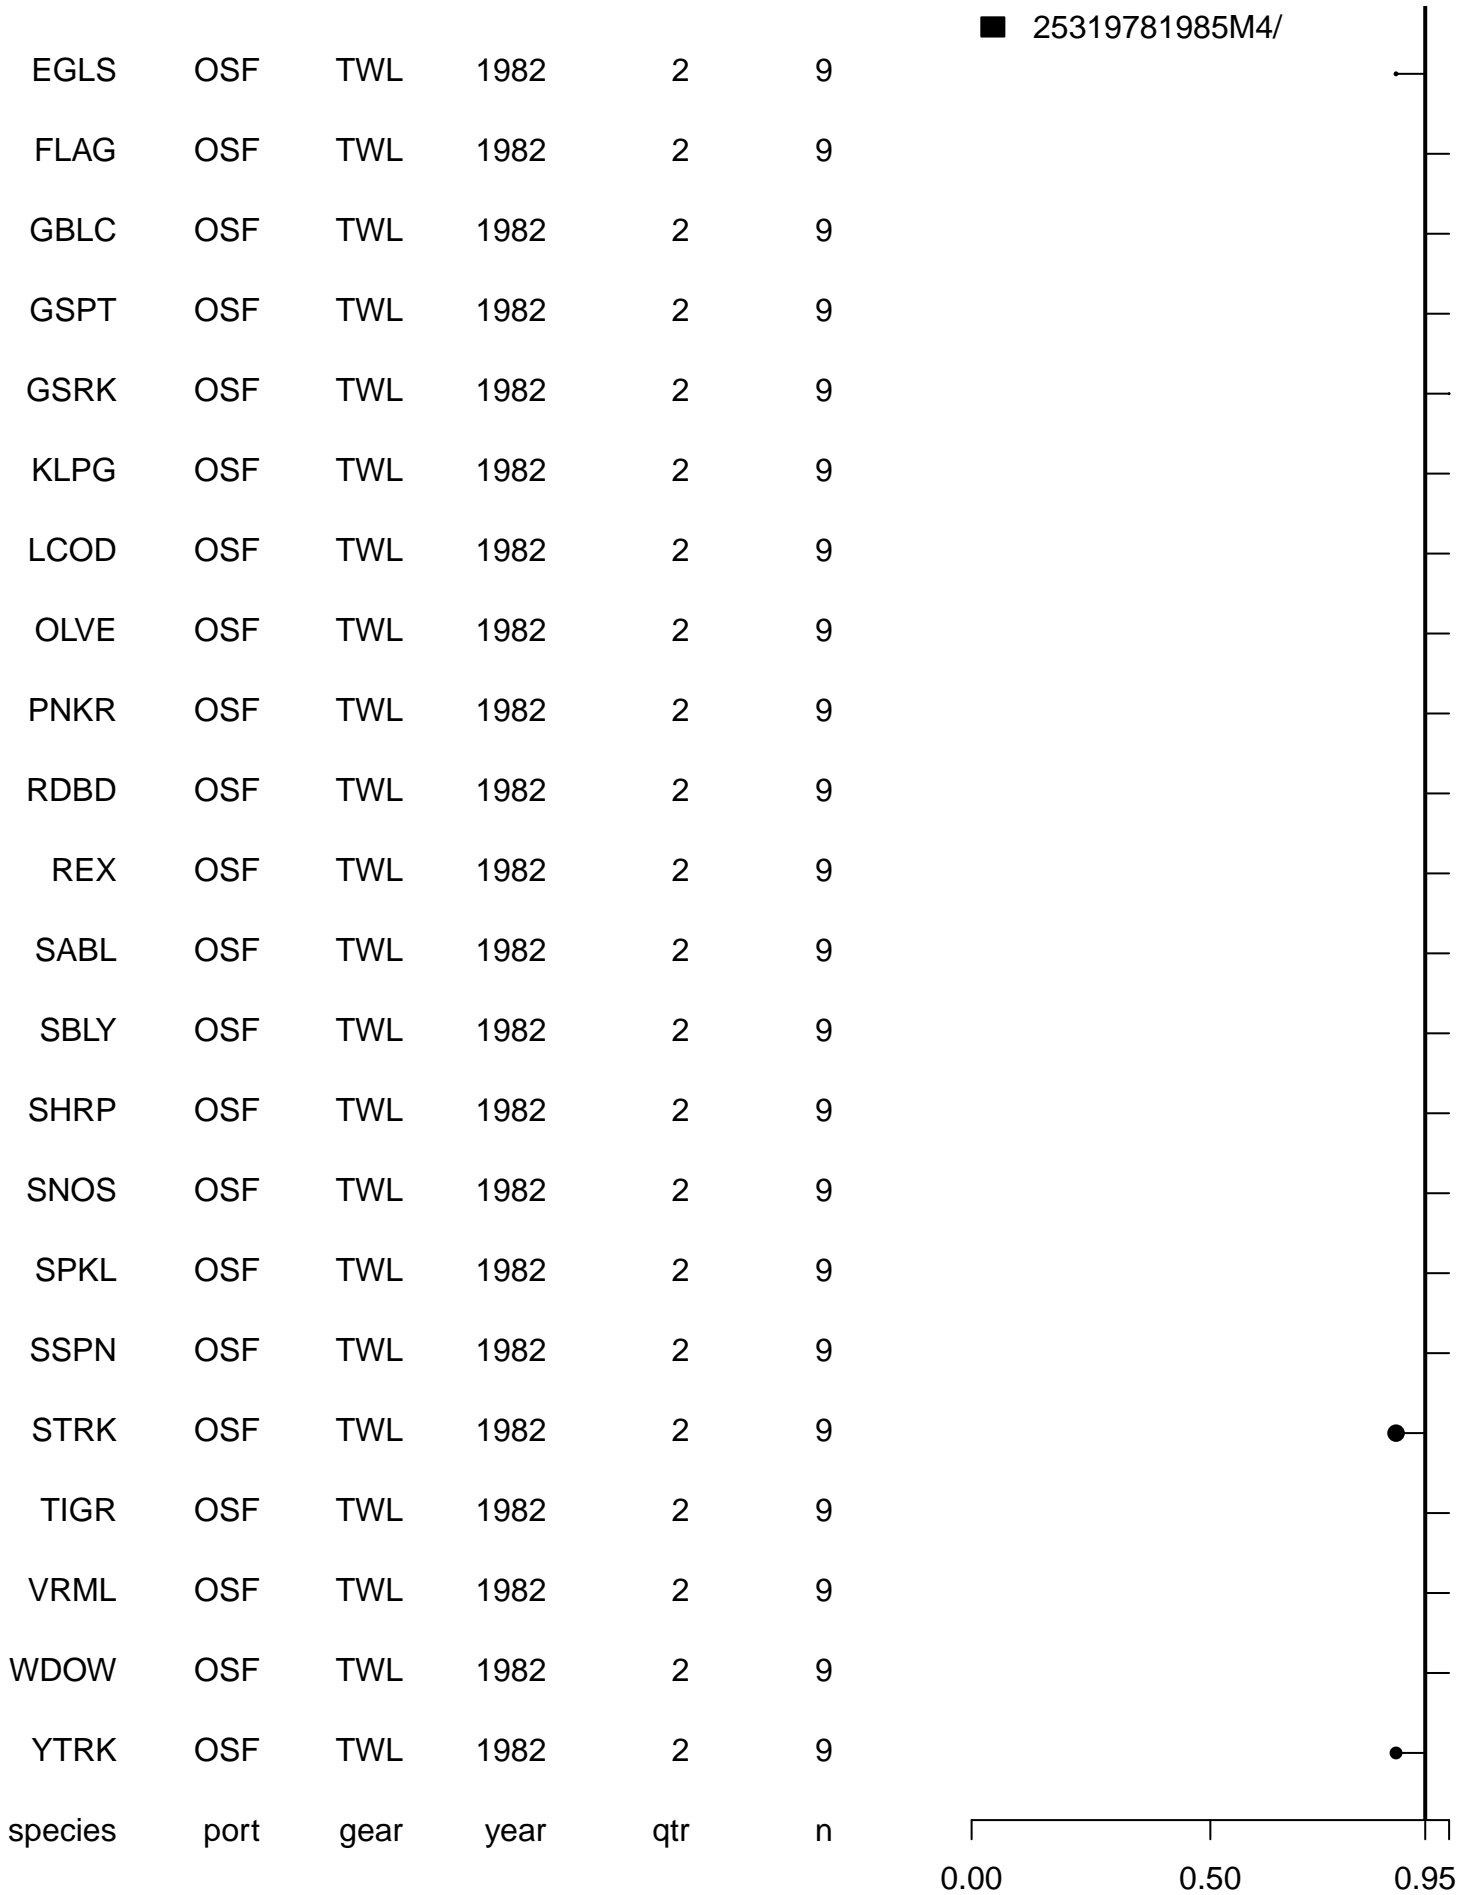 25319781985M4/
EGLS OSF TWL 1982 2 9
FLAG OSF TWL 1982 2 9
GBLC OSF TWL 1982 2 9
GSPT OSF TWL 1982 2 9
GSRK OSF TWL 1982 2 9
KLPG OSF TWL 1982 2 9
LCOD OSF TWL 1982 2 9
OLVE OSF TWL 1982 2 9
PNKR OSF TWL 1982 2 9
RDBD OSF TWL 1982 2 9
REX OSF TWL 1982 2 9
SABL OSF TWL 1982 2 9
SBLY OSF TWL 1982 2 9
SHRP OSF TWL 1982 2 9
SNOS OSF TWL 1982 2 9
SPKL OSF TWL 1982 2 9
SSPN OSF TWL 1982 2 9
STRK OSF TWL 1982 2 9
TIGR OSF TWL 1982 2 9
VRML OSF TWL 1982 2 9
WDOW OSF TWL 1982 2 9
YTRK OSF TWL 1982 2 9
species port gear year qtr n
0.00 0.50 0.95